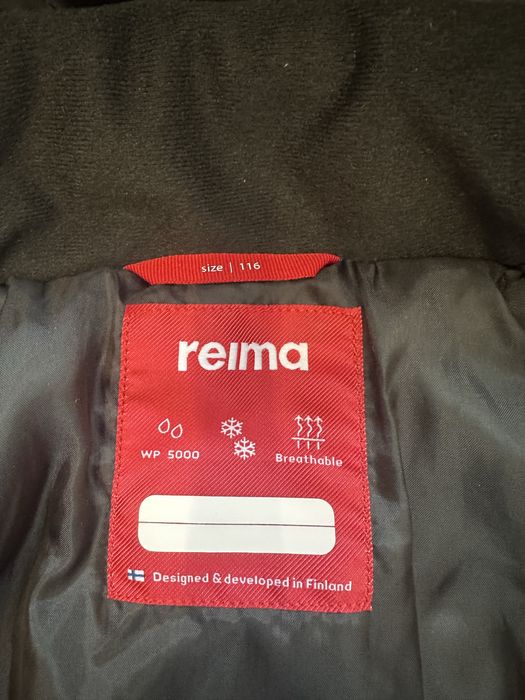 size | 116
reima
WP 5000
Breathable
Designed & developed in Finland